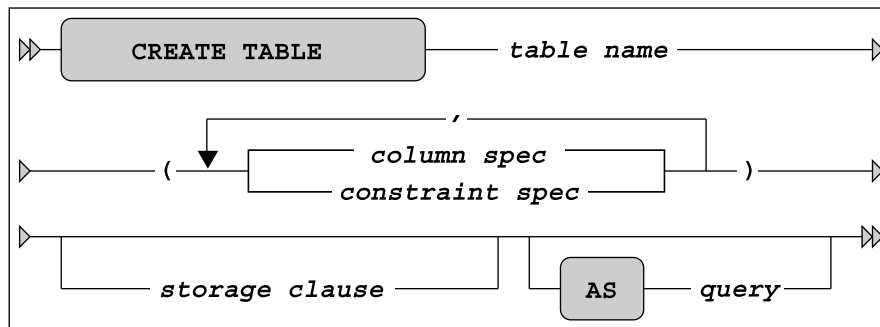 CREATE TABLE table name
,
( column spec )
constraint spec
storage clause AS query